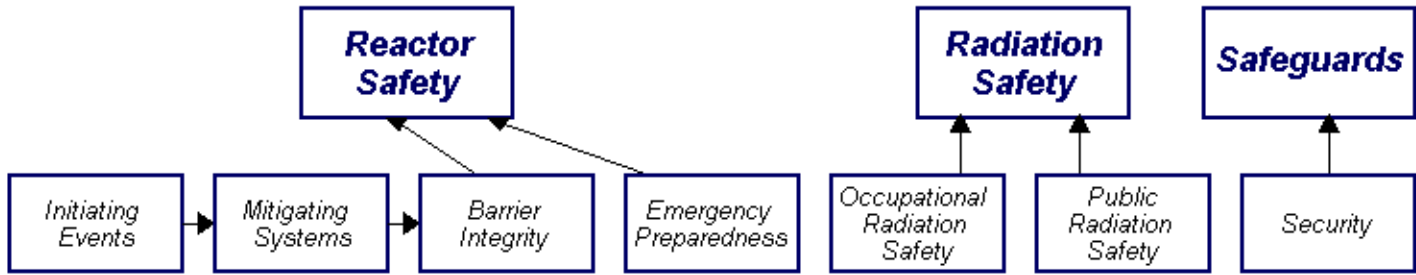 Reactor
Safety
Radiation
Safety
Safeguards
Initiating
Events
Mitigating
Systems
Barrier
Integrity
Emergency
Preparedness
Occupational
Radiation
Safety
Public
Radiation
Safety
Security